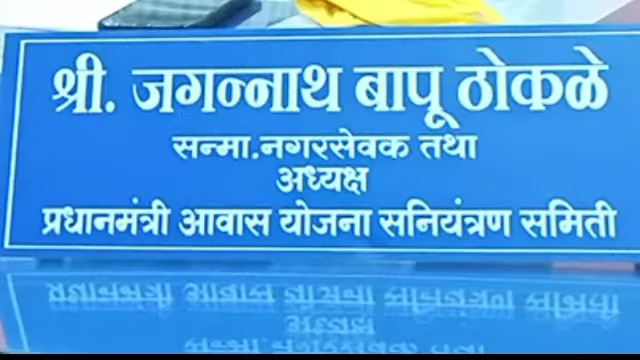 श्री. जगन्नाथ बापू ठोकळे
सन्मा.नगरसेवक तथा
अध्यक्ष
प्रधानमंत्री आवास योजना सनियंत्रण समिती